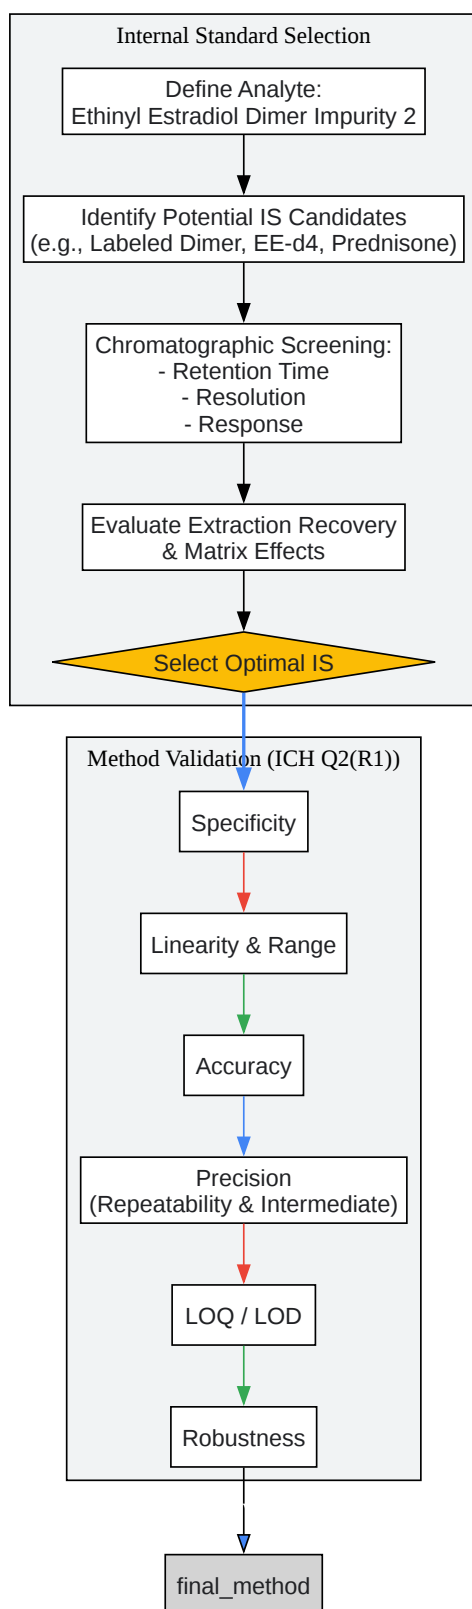 Internal Standard Selection
Define Analyte:
Ethinyl Estradiol Dimer Impurity 2
Identify Potential IS Candidates
(e.g., Labeled Dimer, EE-d4, Prednisone)
Chromatographic Screening:
- Retention Time
- Resolution
- Response
Evaluate Extraction Recovery
& Matrix Effects
Select Optimal IS
Method Validation (ICH Q2(R1))
Specificity
Linearity & Range
Accuracy
Precision
(Repeatability & Intermediate)
LOQ / LOD
Robustness
final_method